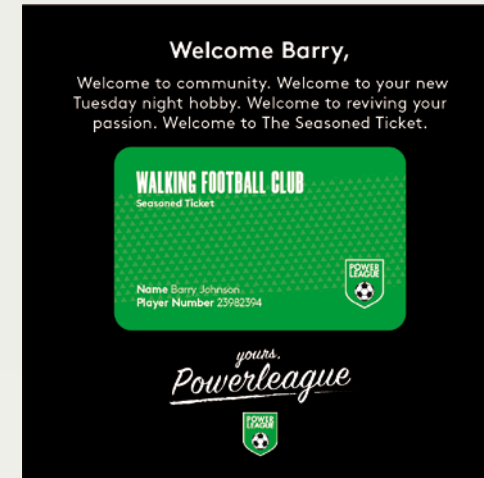 Welcome Barry,
Welcome to community. Welcome to your new
Tuesday night hobby. Welcome to reviving your
passion. Welcome to The Seasoned Ticket.
WALKING FOOTBALL CLUB
Seasoned Ticket
POWER
LEAGUE
Name Barry Johnson
Player Number 23982394
yours,
Powerleague
POWER
LEAGUE